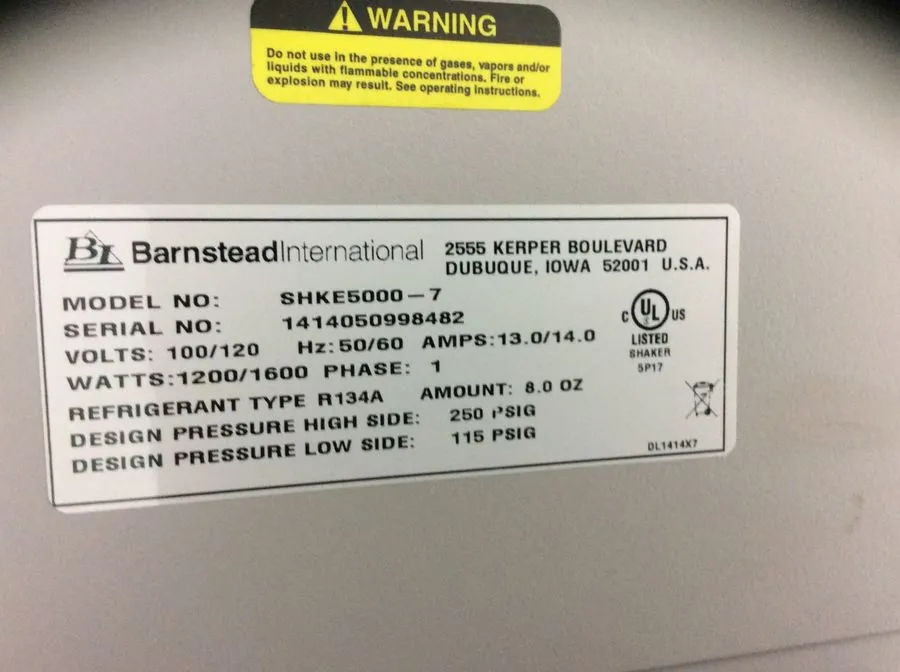 WARNING
Do not use in the presence of gases, vapors and/or
liquids with flammable concentrations. Fire or
explosion may result. See operating instructions.
BI BarnsteadInternational
2555 KERPER BOULEVARD
DUBUQUE, IOWA 52001 U.S.A.
MODEL NO: SHKE5000-7
SERIAL NO: 1414050998482
VOLTS: 100/120 Hz: 50/60 AMPS: 13.0/14.0
WATTS: 1200/1600 PHASE: 1
REFRIGERANT TYPE R134A AMOUNT: 8.0 OZ
DESIGN PRESSURE HIGH SIDE: 250 PSIG
DESIGN PRESSURE LOW SIDE: 115 PSIG
C UL US
LISTED
SHAKER
5P17
DL1414X7